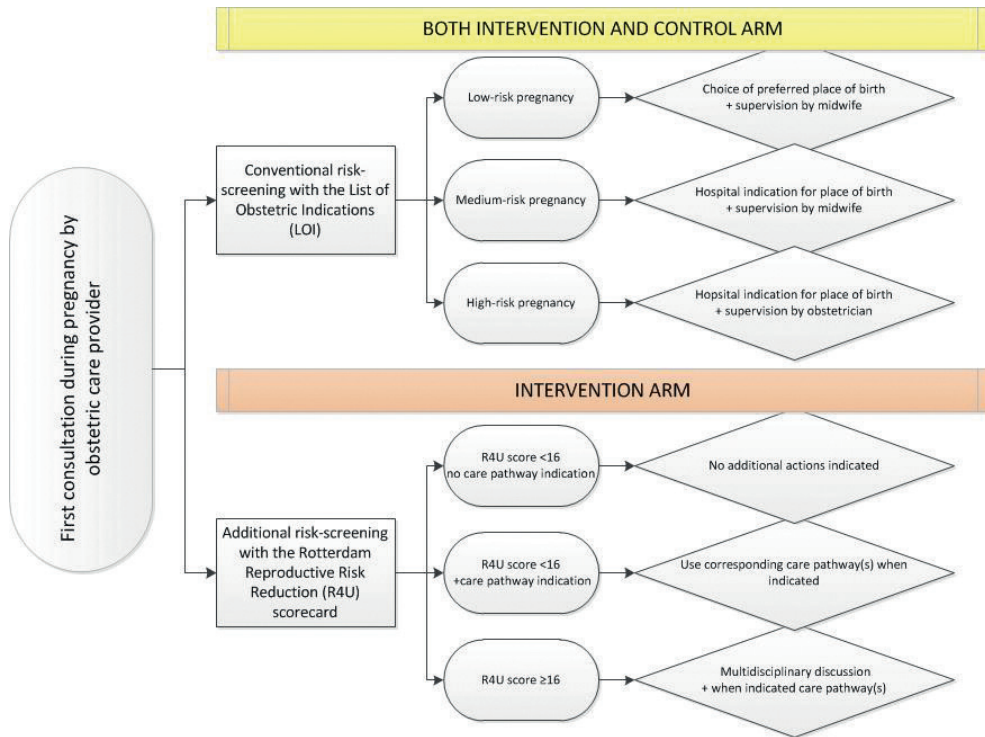 BOTH INTERVENTION AND CONTROL ARM
First consultation during pregnancy by
obstetric care provider
Conventional risk-
screening with the List of
Obstetric Indications
(LOI)
Low-risk pregnancy
Choice of preferred place of birth
+ supervision by midwife
Medium-risk pregnancy
Hospital indication for place of birth
+ supervision by midwife
High-risk pregnancy
Hopsital indication for place of birth
+ supervision by obstetrician
INTERVENTION ARM
Additional risk-screening
with the Rotterdam
Reproductive Risk
Reduction (R4U)
scorecard
R4U score <16
no care pathway indication
No additional actions indicated
R4U score <16
+care pathway indication
Use corresponding care pathway(s) when
indicated
R4U score ≥16
Multidisciplinary discussion
+ when indicated care pathway(s)